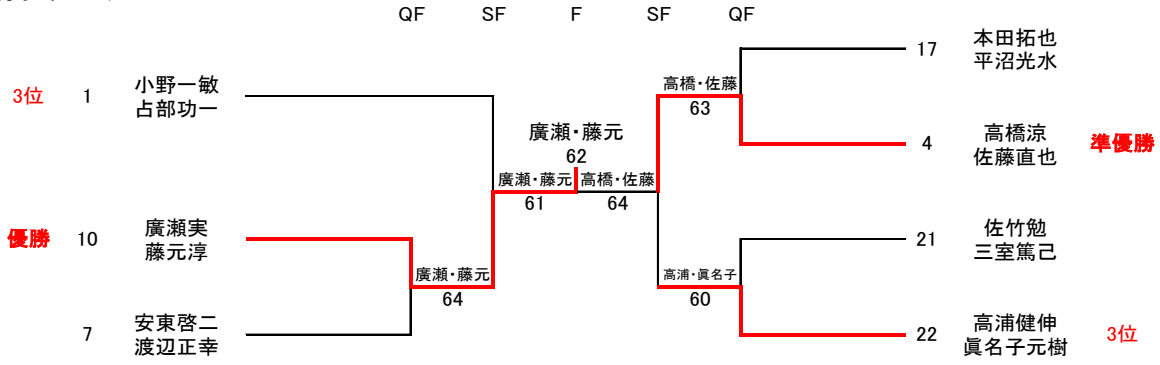 QF SF F SF QF
17 本田拓也
平沼光水
3位 1 小野一敏
占部功一
高橋・佐藤
63
4 高橋涼
佐藤直也 準優勝
廣瀬・藤元
62
廣瀬・藤元 高橋・佐藤
61 64
優勝 10 廣瀬実
藤元淳
21 佐竹勉
三室篤己
廣瀬・藤元
64
高浦・眞名子
60
7 安東啓二
渡辺正幸
22 高浦健伸
眞名子元樹 3位